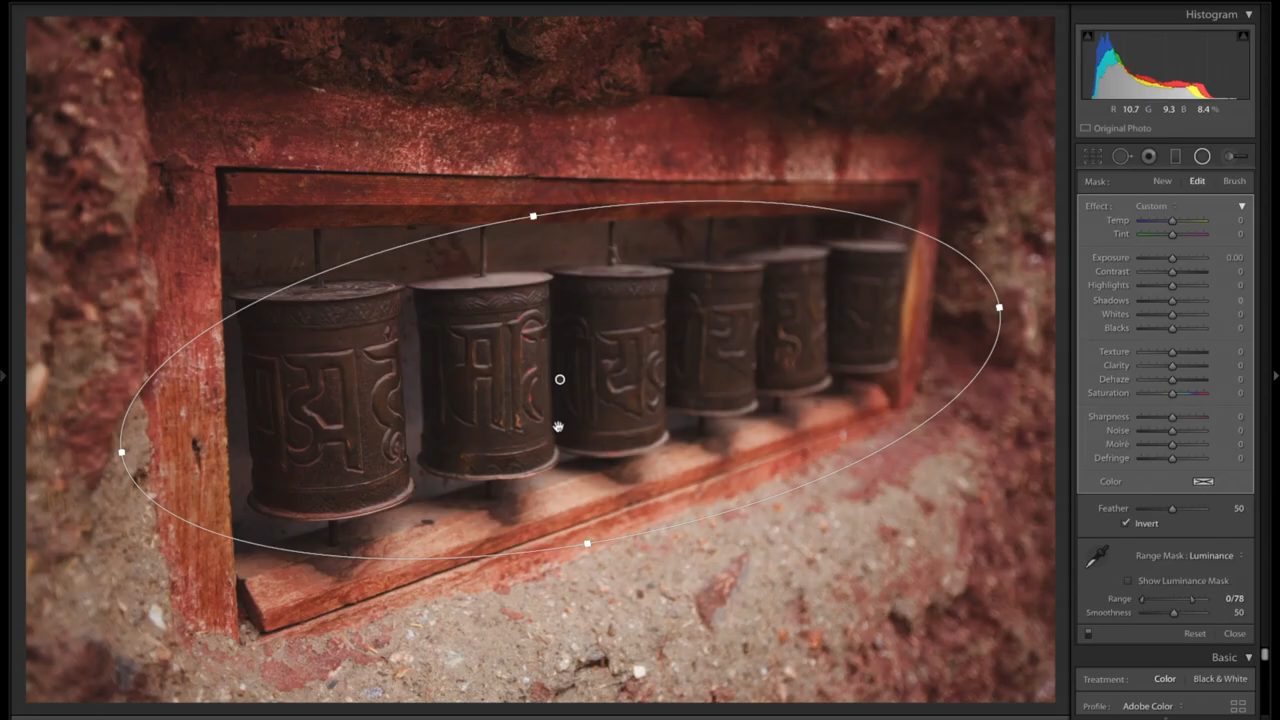 Histogram
R 10.7 G 9.3 B 8.4 %
Original Photo
Mask : New Edit Brush
Effect : Custom
Temp 0
Tint 0
Exposure 0.00
Contrast 0
Highlights 0
Shadows 0
Whites 0
Blacks 0
Texture 0
Clarity 0
Dehaze 0
Saturation 0
Sharpness 0
Noise 0
Moiré 0
Defringe 0
Color
Feather 50
Invert
Range Mask : Luminance
Show Luminance Mask
Range 0/78
Smoothness 50
Reset Close
Basic
Treatment : Color Black & White
Profile : Adobe Color